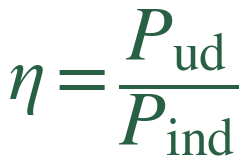 η = P_ud / P_ind